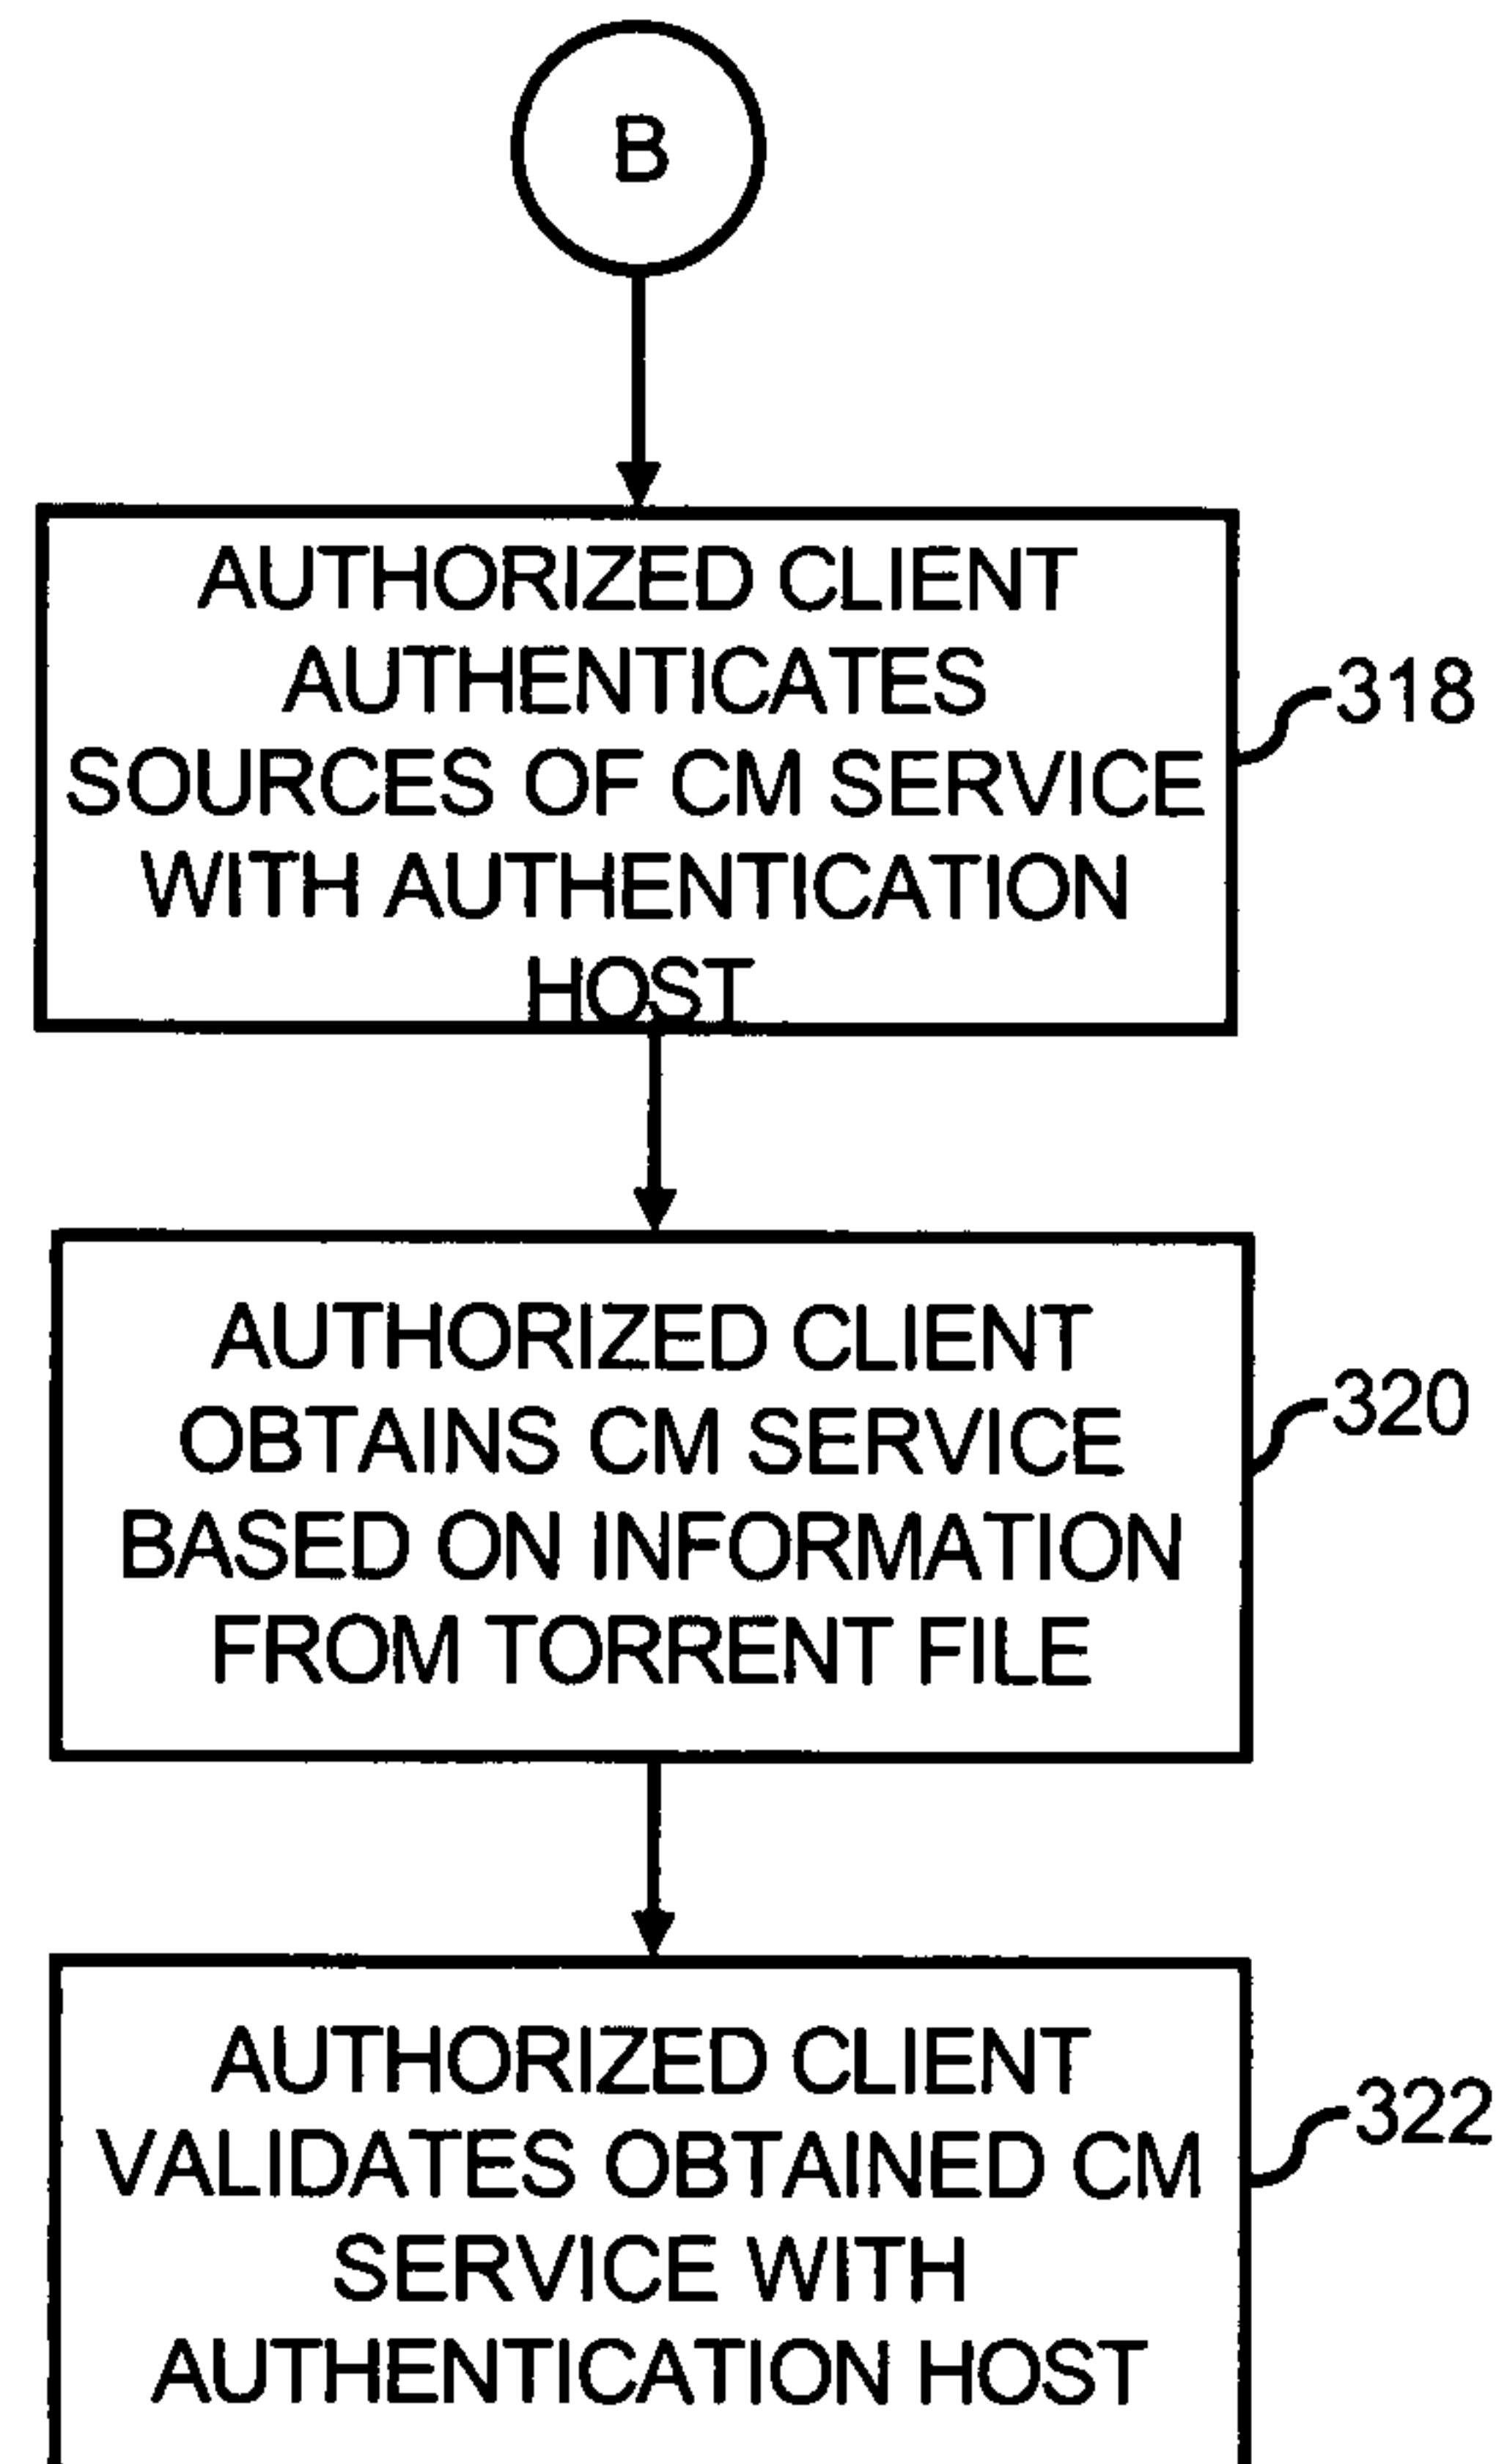 B
AUTHORIZED CLIENT
AUTHENTICATES
SOURCES OF CM SERVICE
WITH AUTHENTICATION
HOST
318
AUTHORIZED CLIENT
OBTAINS CM SERVICE
BASED ON INFORMATION
FROM TORRENT FILE
320
AUTHORIZED CLIENT
VALIDATES OBTAINED CM
SERVICE WITH
AUTHENTICATION HOST
322